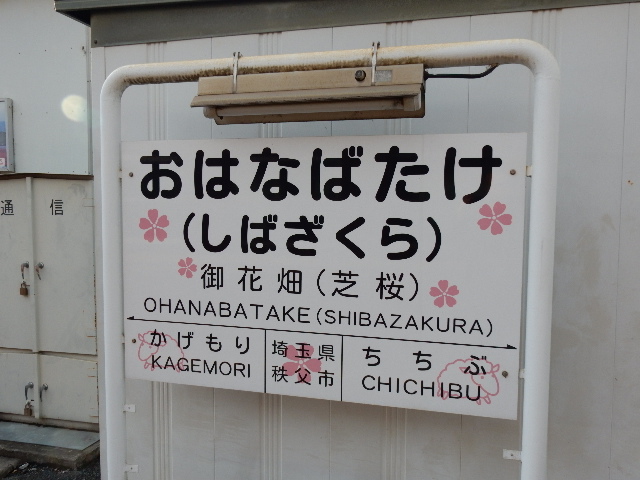 通信
おはなばたけ
(しばざくら)
御花畑(芝桜)
OHANABATAKE(SHIBAZAKURA)
かげもり
KAGEMORI
埼玉県
秩父市
ちちぶ
CHICHIBU